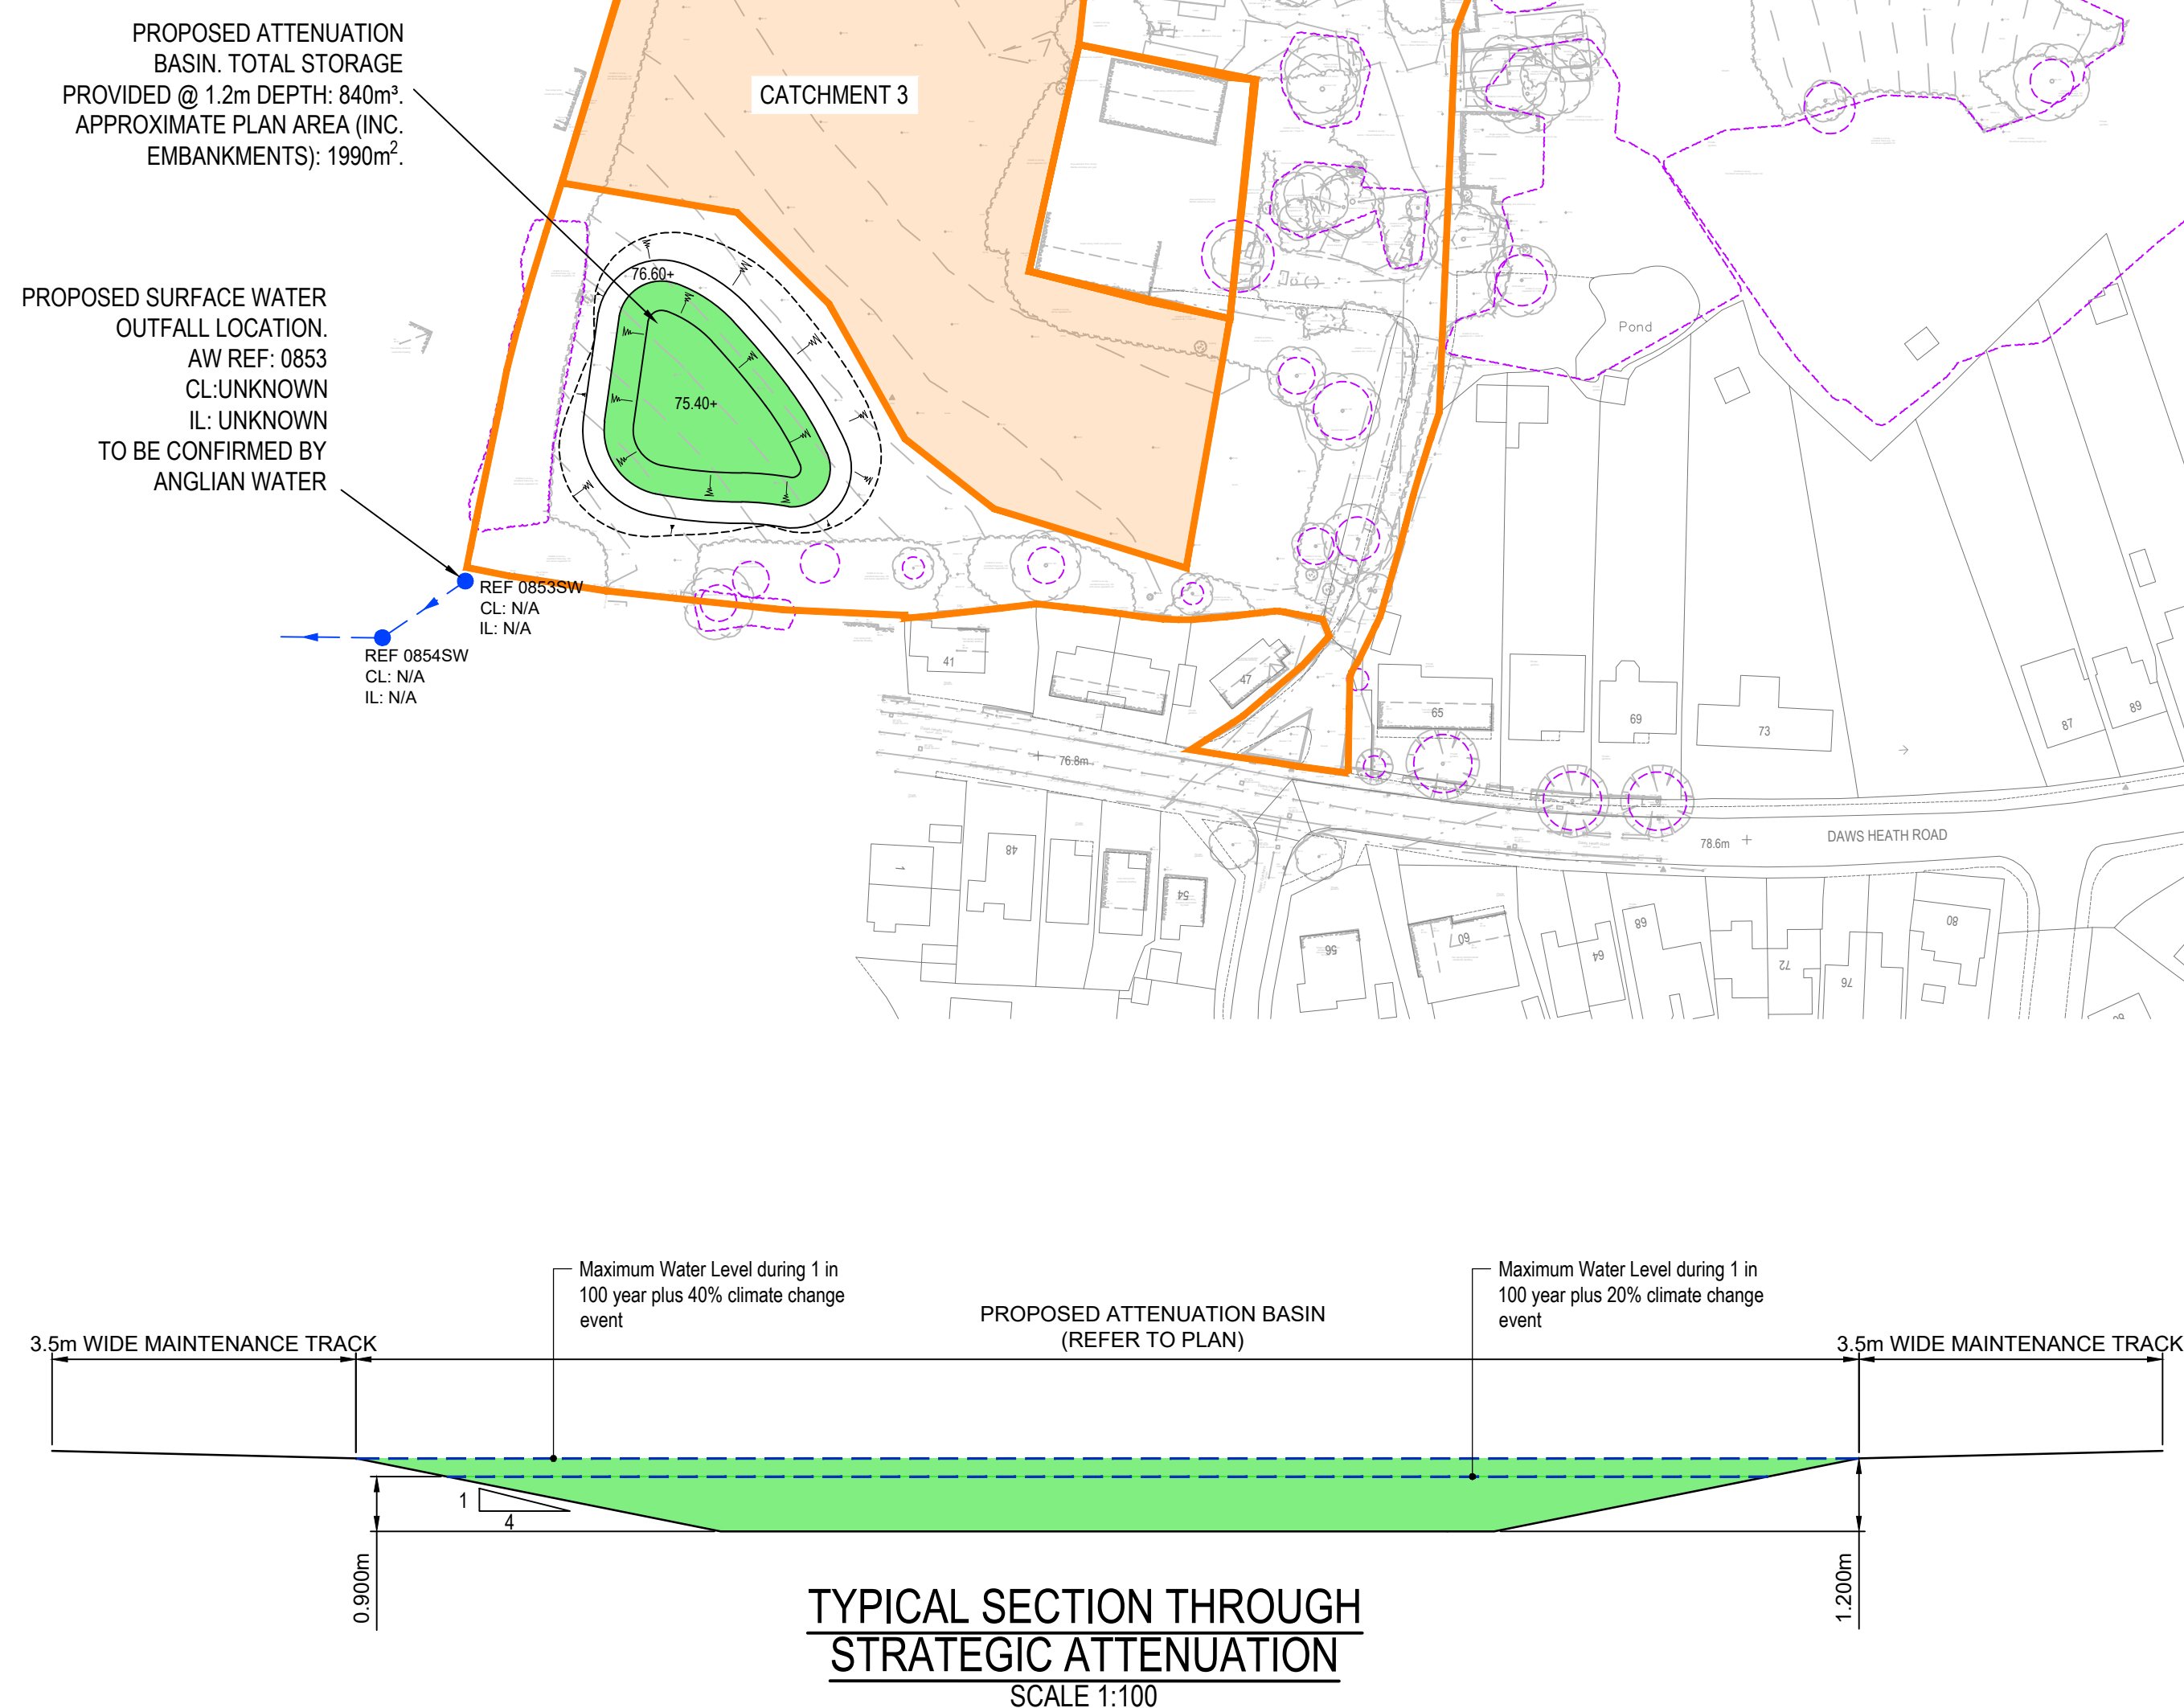 PROPOSED ATTENUATION
BASIN. TOTAL STORAGE
PROVIDED @ 1.2m DEPTH: 840m³.
APPROXIMATE PLAN AREA (INC.
EMBANKMENTS): 1990m².
CATCHMENT 3
PROPOSED SURFACE WATER
OUTFALL LOCATION.
AW REF: 0853
CL:UNKNOWN
IL: UNKNOWN
TO BE CONFIRMED BY
ANGLIAN WATER
76.60+
75.40+
Pond
REF 0853SW
CL: N/A
IL: N/A
REF 0854SW
CL: N/A
IL: N/A
41
47
65
69
73
87
89
76.8m
78.6m
DAWS HEATH ROAD
1
48
54
56
60
64
68
72
76
80
Maximum Water Level during 1 in
100 year plus 40% climate change
event
Maximum Water Level during 1 in
100 year plus 20% climate change
event
PROPOSED ATTENUATION BASIN
(REFER TO PLAN)
3.5m WIDE MAINTENANCE TRACK
3.5m WIDE MAINTENANCE TRACK
1
4
0.900m
1.200m
TYPICAL SECTION THROUGH
STRATEGIC ATTENUATION
SCALE 1:100